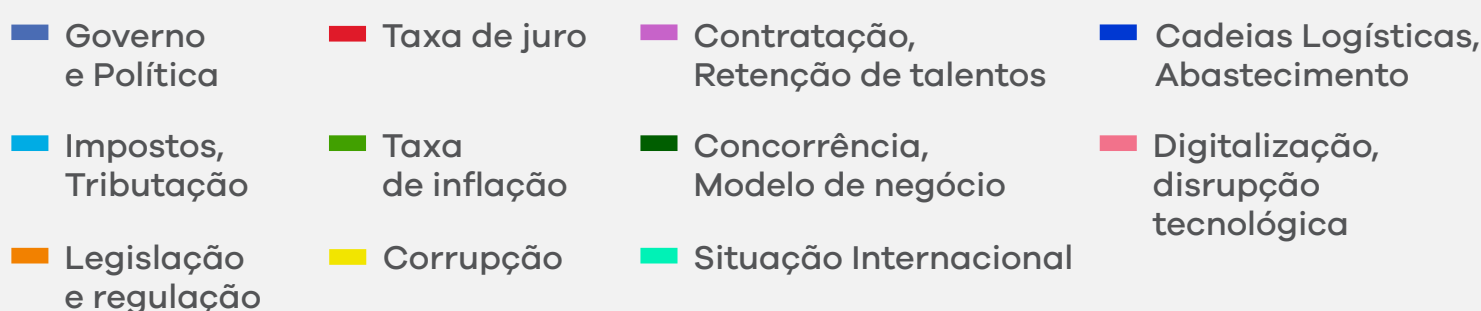 Governo
e Política
Taxa de juro
Contratação,
Retenção de talentos
Cadeias Logísticas,
Abastecimento
Impostos,
Tributação
Taxa
de inflação
Concorrência,
Modelo de negócio
Digitalização,
disrupção
tecnológica
Legislação
e regulação
Corrupção
Situação Internacional